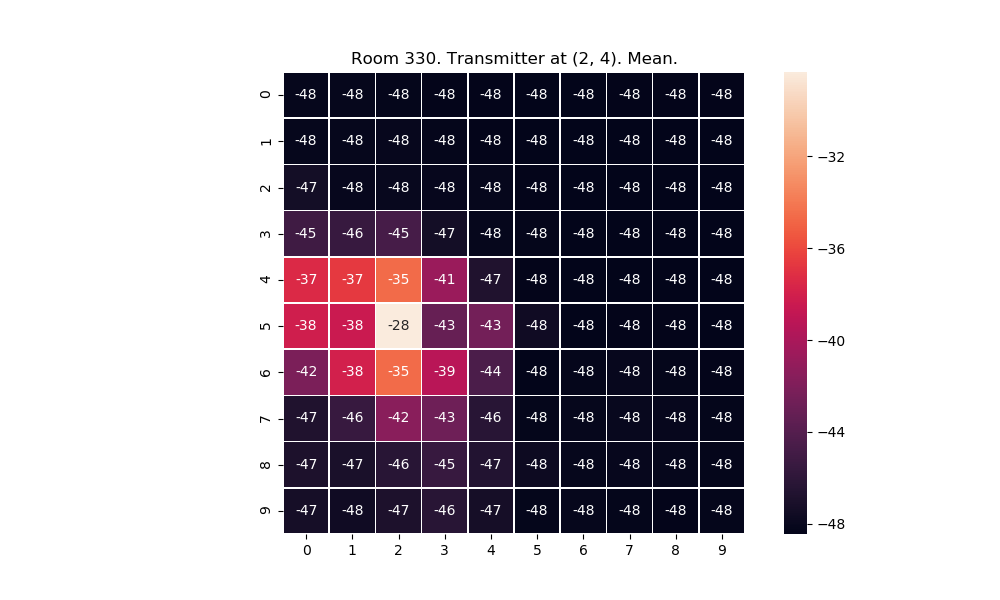 Room 330. Transmitter at (2, 4). Mean.
0 -48 -48 -48 -48 -48 -48 -48 -48 -48 -48
1 -48 -48 -48 -48 -48 -48 -48 -48 -48 -48
−32
2 -47 -48 -48 -48 -48 -48 -48 -48 -48 -48
3 -45 -46 -45 -47 -48 -48 -48 -48 -48 -48
−36
4 -37 -37 -35 -41 -47 -48 -48 -48 -48 -48
5 -38 -38 -28 -43 -43 -48 -48 -48 -48 -48
−40
6 -42 -38 -35 -39 -44 -48 -48 -48 -48 -48
7 -47 -46 -42 -43 -46 -48 -48 -48 -48 -48
−44
8 -47 -47 -46 -45 -47 -48 -48 -48 -48 -48
9 -47 -48 -47 -46 -47 -48 -48 -48 -48 -48
−48
0 1 2 3 4 5 6 7 8 9